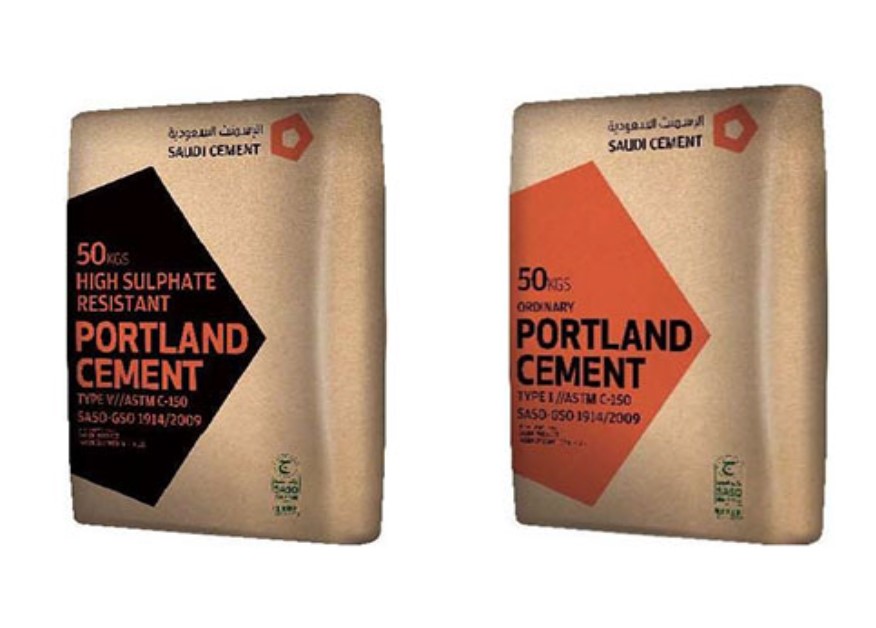 الإسمنت السعودية
SAUDI CEMENT
50KGS
HIGH SULPHATE
RESISTANT
PORTLAND
CEMENT
TYPE V//ASTM C-150
SASO-GSO 1914/2009
SASO
الإسمنت السعودية
SAUDI CEMENT
50KGS
ORDINARY
PORTLAND
CEMENT
TYPE I //ASTM C-150
SASO-GSO 1914/2009
SASO